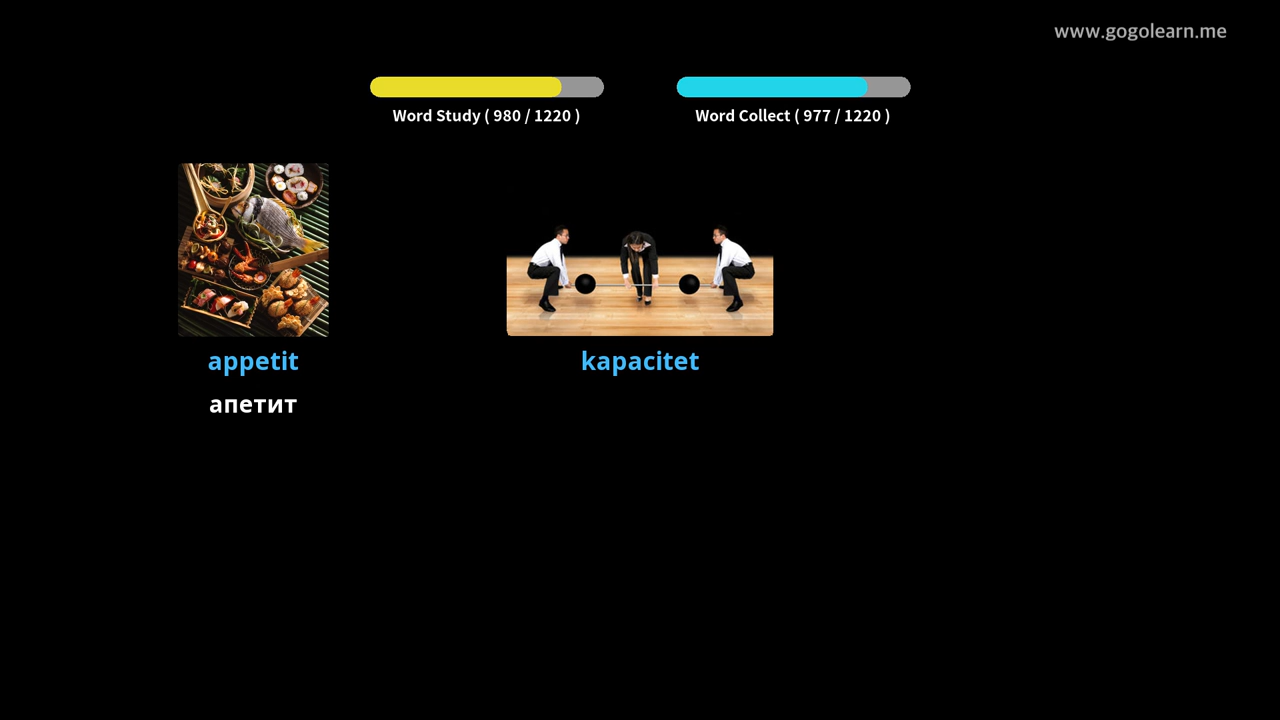 www.gogolearn.me
Word Study ( 980 / 1220 )
Word Collect ( 977 / 1220 )
appetit
апетит
kapacitet